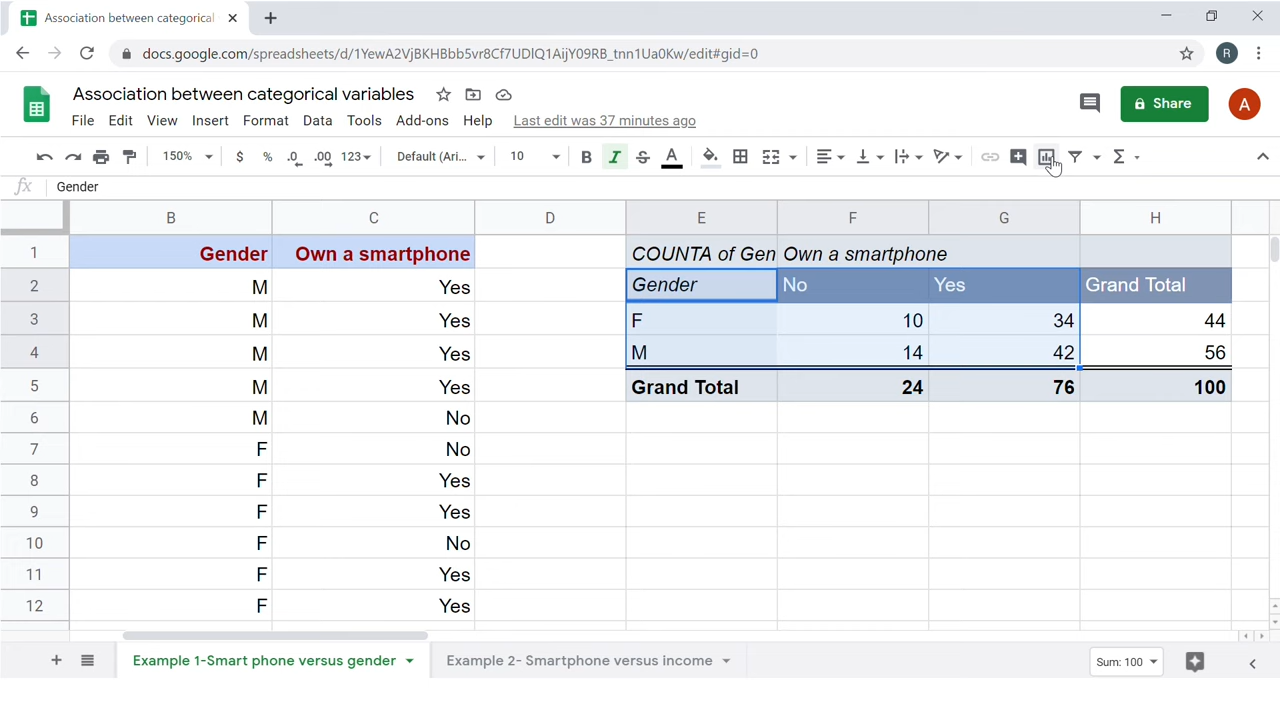 Association between categorical
docs.google.com/spreadsheets/d/1YewA2VjBKHBbb5vr8Cf7UDIQ1AijY09RB_tnn1Ua0Kw/edit#gid=0
R
Association between categorical variables
File Edit View Insert Format Data Tools Add-ons Help Last edit was 37 minutes ago
Share
A
150% $ % .0 .00 123 Default (Ari... 10 B I S A Σ
fx Gender
B C D E F G H
1 Gender Own a smartphone COUNTA of Gen Own a smartphone
2 M Yes Gender No Yes Grand Total
3 M Yes F 10 34 44
4 M Yes M 14 42 56
5 M Yes Grand Total 24 76 100
6 M No
7 F No
8 F Yes
9 F Yes
10 F No
11 F Yes
12 F Yes
Example 1-Smart phone versus gender Example 2- Smartphone versus income Sum: 100